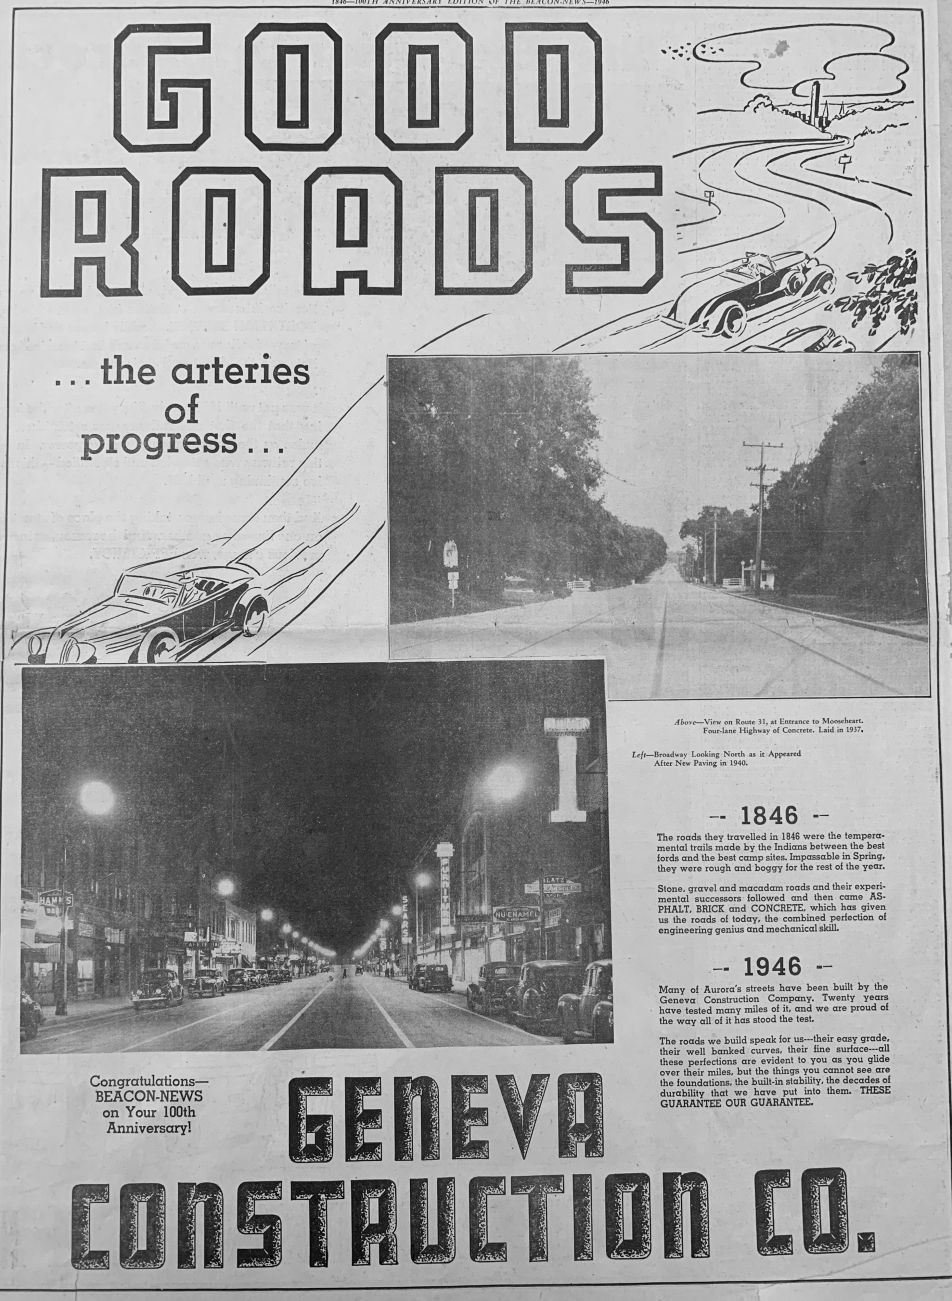 1846—100TH ANNIVERSARY EDITION OF THE BEACON-NEWS—1946
GOOD
ROADS
...the arteries
of
progress...
Above—View on Route 31, at Entrance to Mooseheart.
Four-lane Highway of Concrete. Laid in 1937.
Left—Broadway Looking North as it Appeared
After New Paving in 1940.
-- 1846 --
The roads they travelled in 1846 were the tempera-
mental trails made by the Indians between the best
fords and the best camp sites. Impassable in Spring,
they were rough and boggy for the rest of the year.
Stone, gravel and macadam roads and their experi-
mental successors followed and then came AS-
PHALT, BRICK and CONCRETE, which has given
us the roads of today, the combined perfection of
engineering genius and mechanical skill.
-- 1946 --
Many of Aurora's streets have been built by the
Geneva Construction Company. Twenty years
have tested many miles of it, and we are proud of
the way all of it has stood the test.
The roads we build speak for us---their easy grade,
their well banked curves, their fine surface---all
these perfections are evident to you as you glide
over their miles, but the things you cannot see are
the foundations, the built-in stability, the decades of
durability that we have put into them. THESE
GUARANTEE OUR GUARANTEE.
HAMMS
SEARS
FURNITURE
NU-ENAMEL
BLATZ
Congratulations—
BEACON-NEWS
on Your 100th
Anniversary!
GENEVA
CONSTRUCTION CO.